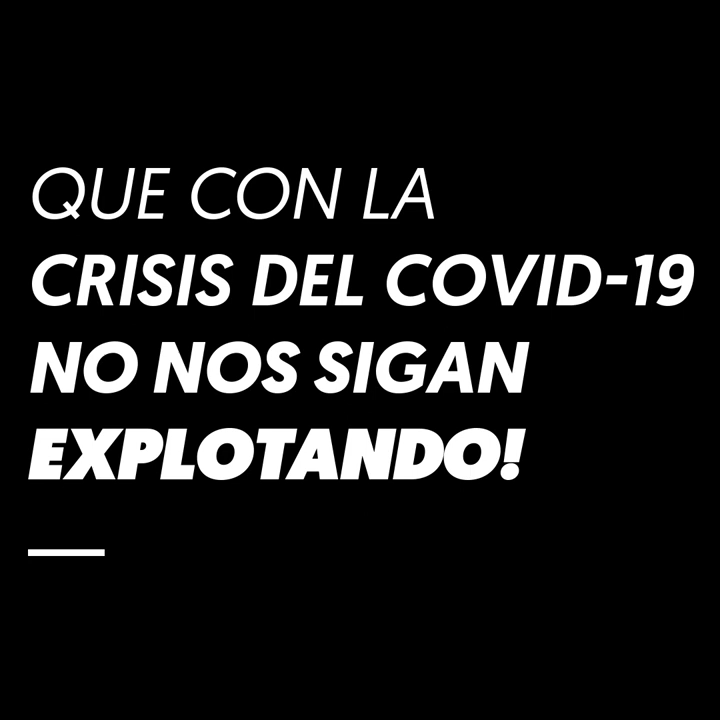 QUE CON LA
CRISIS DEL COVID-19
NO NOS SIGAN
EXPLOTANDO!